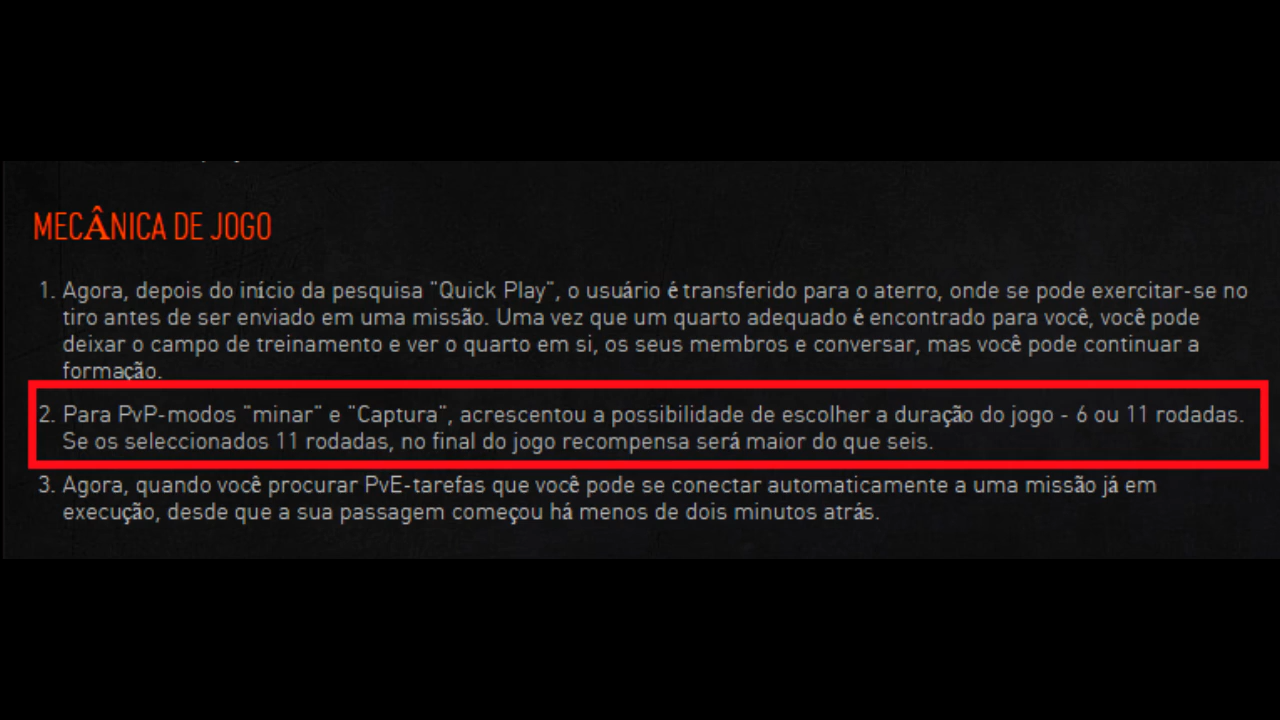 MECÂNICA DE JOGO
1. Agora, depois do início da pesquisa "Quick Play", o usuário é transferido para o aterro, onde se pode exercitar-se no
tiro antes de ser enviado em uma missão. Uma vez que um quarto adequado é encontrado para você, você pode
deixar o campo de treinamento e ver o quarto em si, os seus membros e conversar, mas você pode continuar a
formação.
2. Para PvP-modos "minar" e "Captura", acrescentou a possibilidade de escolher a duração do jogo - 6 ou 11 rodadas.
Se os seleccionados 11 rodadas, no final do jogo recompensa será maior do que seis.
3. Agora, quando você procurar PvE-tarefas que você pode se conectar automaticamente a uma missão já em
execução, desde que a sua passagem começou há menos de dois minutos atrás.